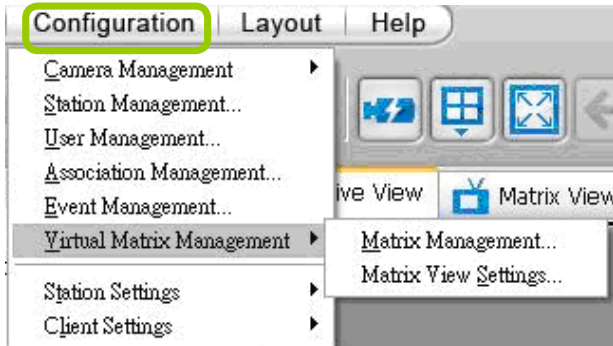 Configuration Layout Help
Camera Management
Station Management...
User Management...
Association Management...
Event Management...
ive View Matrix View
Virtual Matrix Management
Matrix Management...
Matrix View Settings...
Station Settings
Client Settings